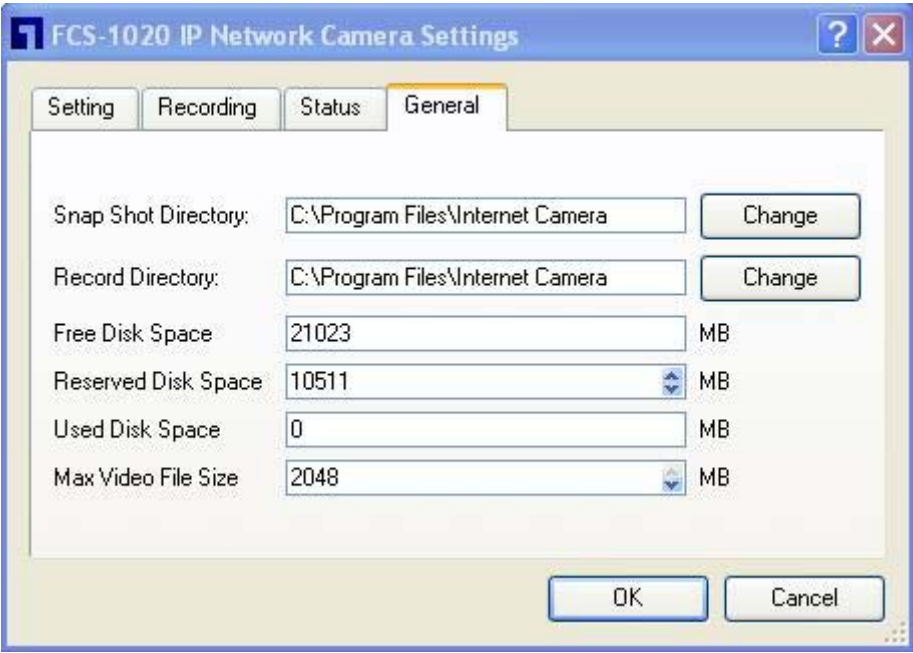 FCS-1020 IP Network Camera Settings
Setting Recording Status General
Snap Shot Directory: C:\Program Files\Internet Camera Change
Record Directory: C:\Program Files\Internet Camera Change
Free Disk Space 21023 MB
Reserved Disk Space 10511 MB
Used Disk Space 0 MB
Max Video File Size 2048 MB
OK Cancel